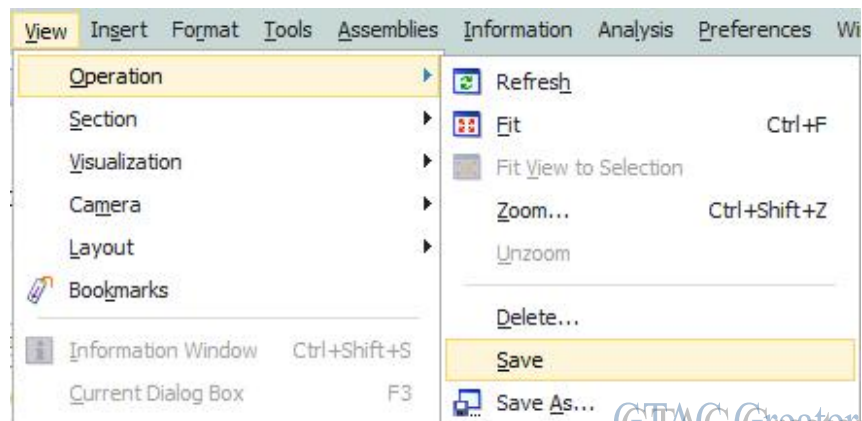 View Insert Format Tools Assemblies Information Analysis Preferences
Operation
Section
Visualization
Camera
Layout
Bookmarks
Information Window Ctrl+Shift+S
Current Dialog Box F3
Refresh
Fit Ctrl+F
Fit View to Selection
Zoom... Ctrl+Shift+Z
Unzoom
Delete...
Save
Save As...
GTAC